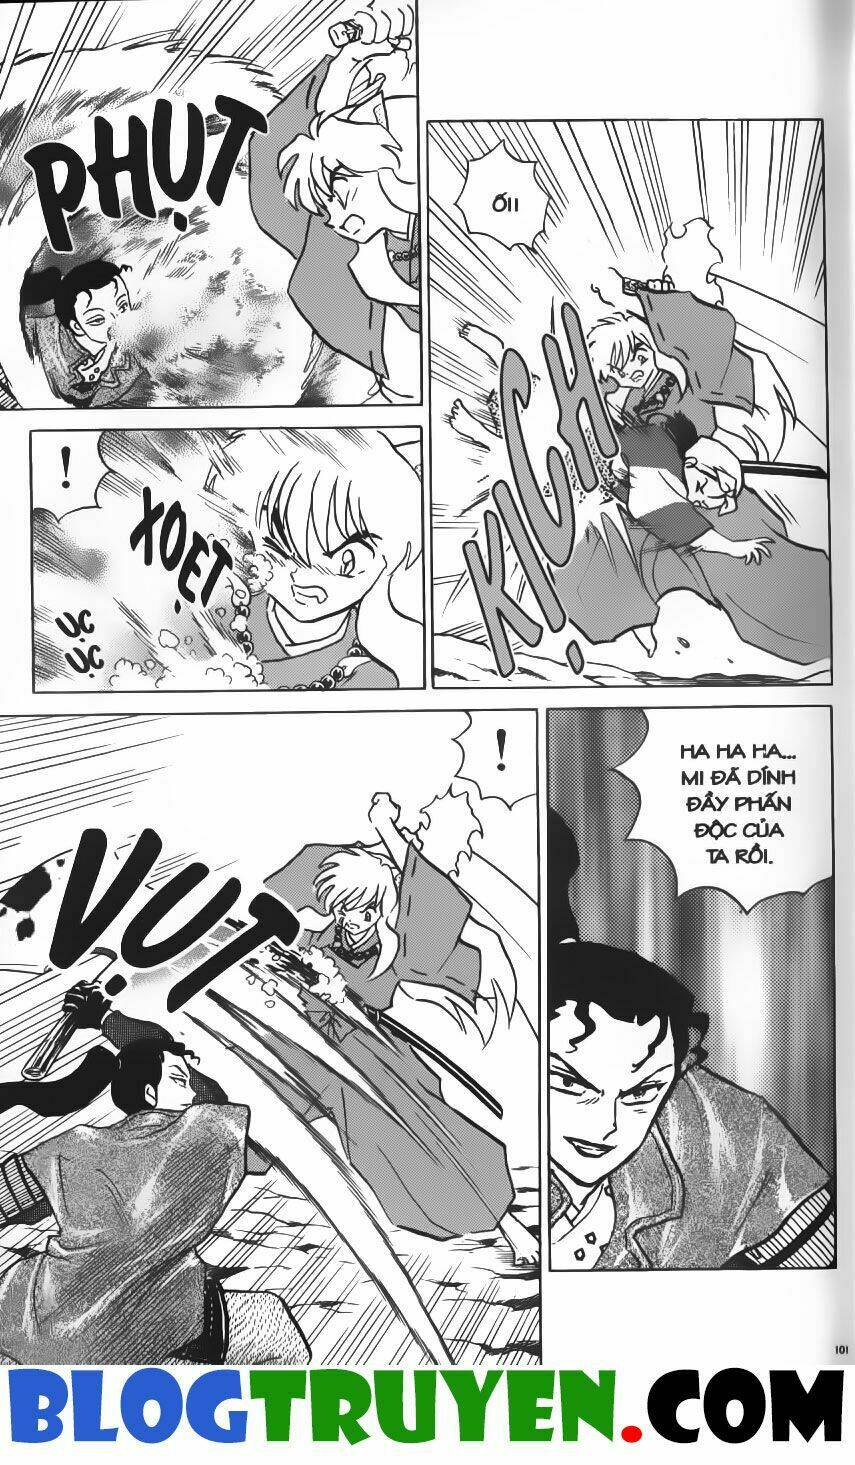 ỐI!
KỊCH
PHỤT
!
XOẸT
ỤC
ỤC
HA HA HA...
MI ĐÃ DÍNH
ĐẦY PHẤN
ĐỘC CỦA
TA RỒI.
!
VỤT
101
BLOGTRUYEN.COM